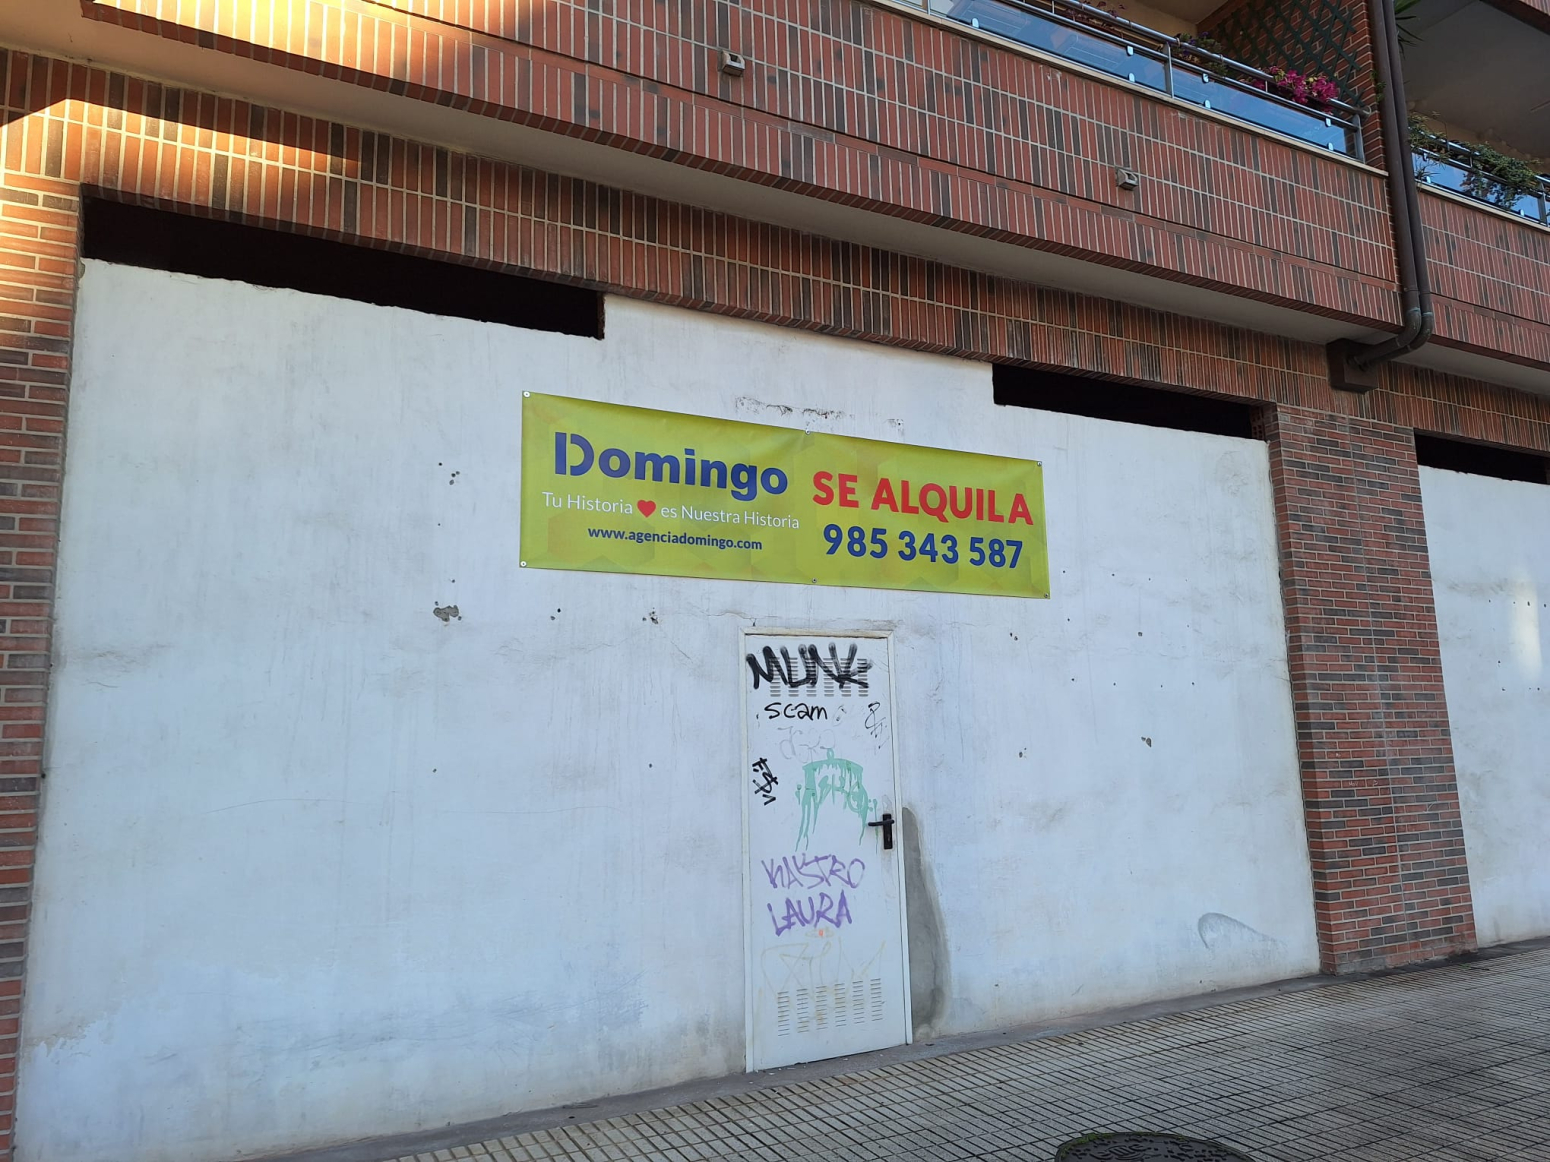 Domingo
Tu Historia ❤ es Nuestra Historia
www.agenciadomingo.com
SE ALQUILA
985 343 587
MUNK
scam
LAURA